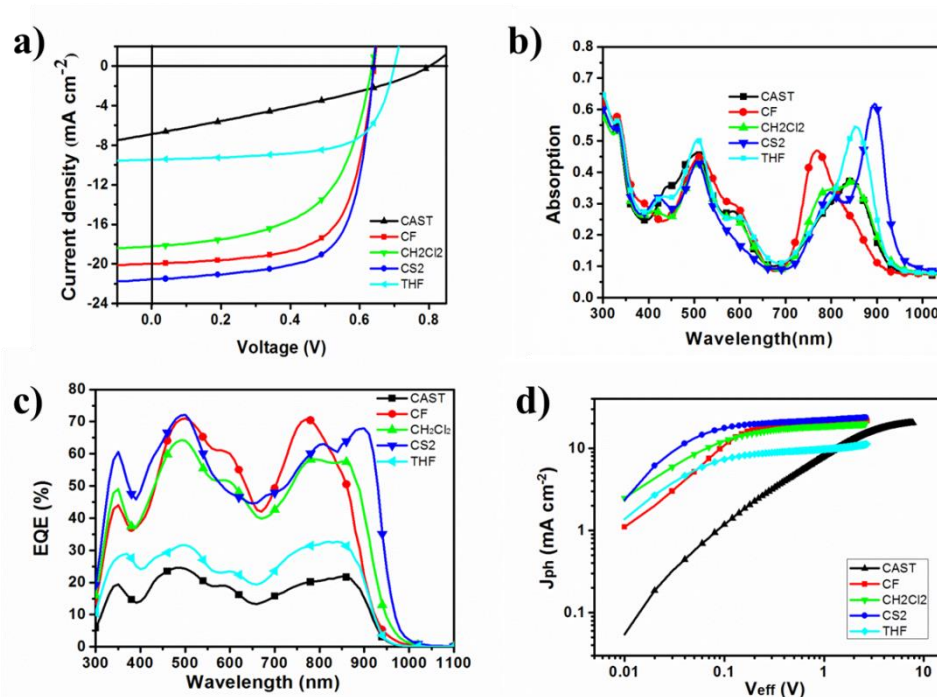 a)
Current density (mA cm⁻²)
0
-4
-8
-12
-16
-20
-24
0.0 0.2 0.4 0.6 0.8
Voltage (V)
CAST
CF
CH2Cl2
CS2
THF
b)
Absorption
0.8
0.7
0.6
0.5
0.4
0.3
0.2
0.1
0.0
300 400 500 600 700 800 900 1000
Wavelength(nm)
CAST
CF
CH2Cl2
CS2
THF
c)
EQE (%)
80
70
60
50
40
30
20
10
0
300 400 500 600 700 800 900 1000 1100
Wavelength (nm)
CAST
CF
CH₂Cl₂
CS2
THF
d)
Jph (mA cm⁻²)
10
1
0.1
0.01 0.1 1 10
Veff (V)
CAST
CF
CH2Cl2
CS2
THF